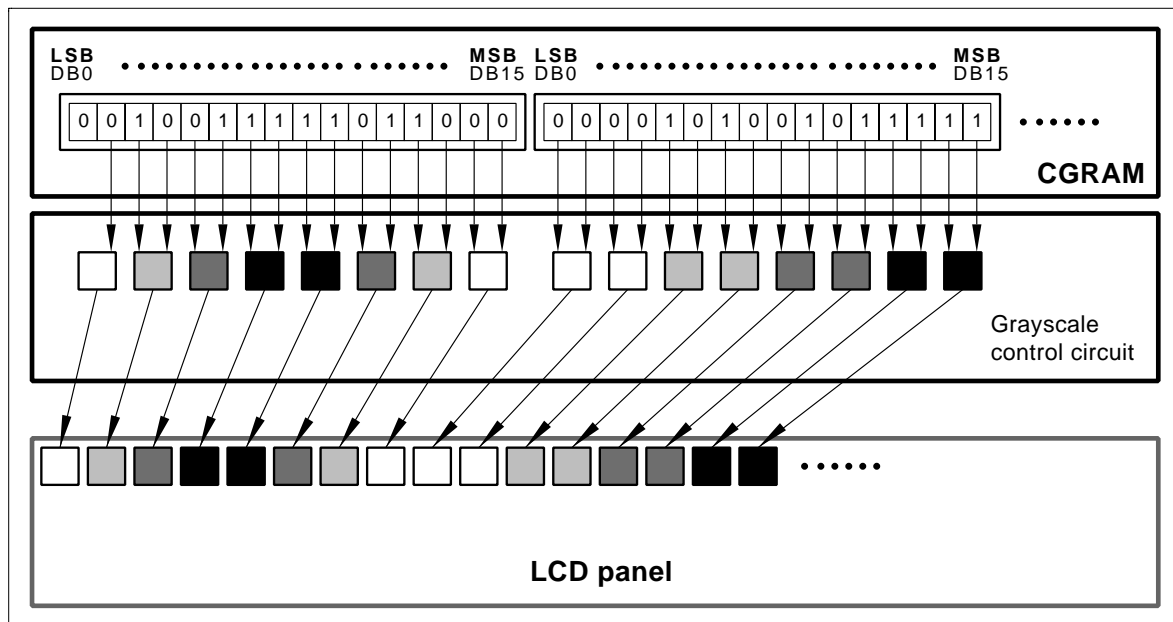 LSB MSB LSB MSB
DB0 DB15 DB0 DB15
0 0 1 0 0 1 1 1 1 1 0 1 1 0 0 0 0 0 0 0 1 0 1 0 0 1 0 1 1 1 1 1
CGRAM
Grayscale
control circuit
LCD panel